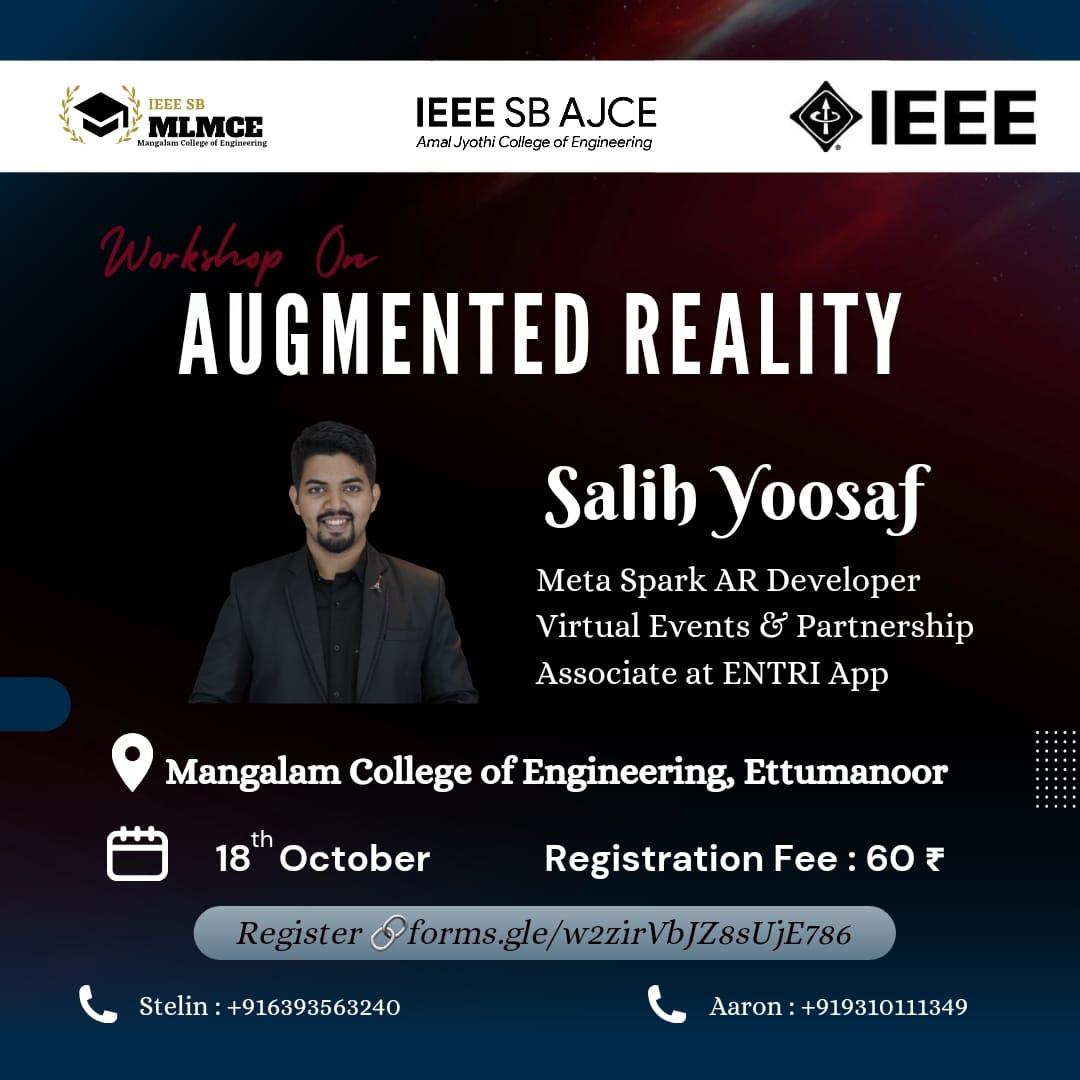 IEEE SB
MLMCE
Mangalam College of Engineering
IEEE SB AJCE
Amal Jyothi College of Engineering
IEEE
Workshop On
AUGMENTED REALITY
Salih Yoosaf
Meta Spark AR Developer
Virtual Events & Partnership
Associate at ENTRI App
Mangalam College of Engineering, Ettumanoor
18th October
Registration Fee : 60 ₹
Register forms.gle/w2zirVbJZ8sUjE786
Stelin : +916393563240
Aaron : +919310111349